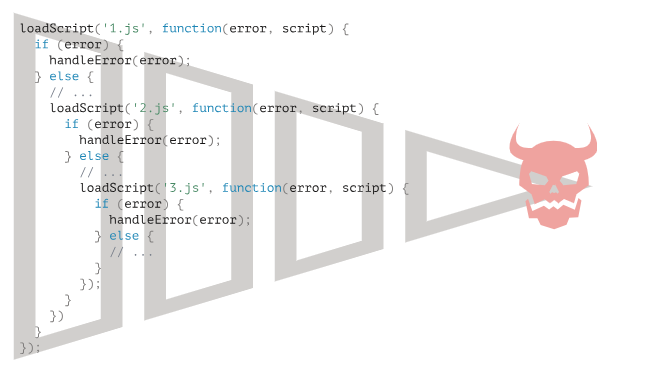 loadScript('1.js', function(error, script) {
  if (error) {
    handleError(error);
  } else {
    // ...
    loadScript('2.js', function(error, script) {
      if (error) {
        handleError(error);
      } else {
        // ...
        loadScript('3.js', function(error, script) {
          if (error) {
            handleError(error);
          } else {
            // ...
          }
        });
      }
    })
  }
});